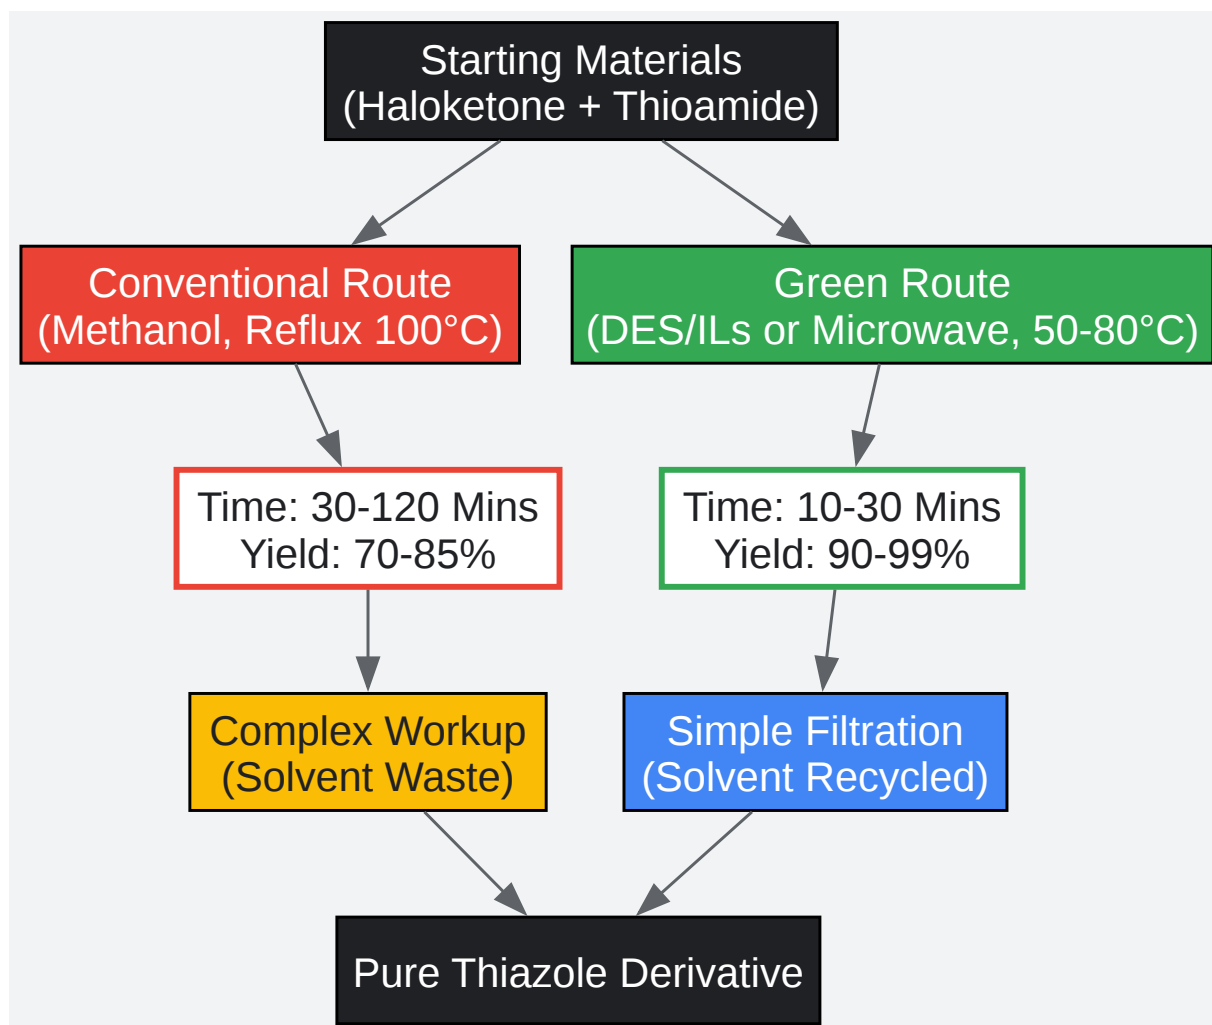 Starting Materials
(Haloketone + Thioamide)
Conventional Route
(Methanol, Reflux 100°C)
Green Route
(DES/ILs or Microwave, 50-80°C)
Time: 30-120 Mins
Yield: 70-85%
Time: 10-30 Mins
Yield: 90-99%
Complex Workup
(Solvent Waste)
Simple Filtration
(Solvent Recycled)
Pure Thiazole Derivative